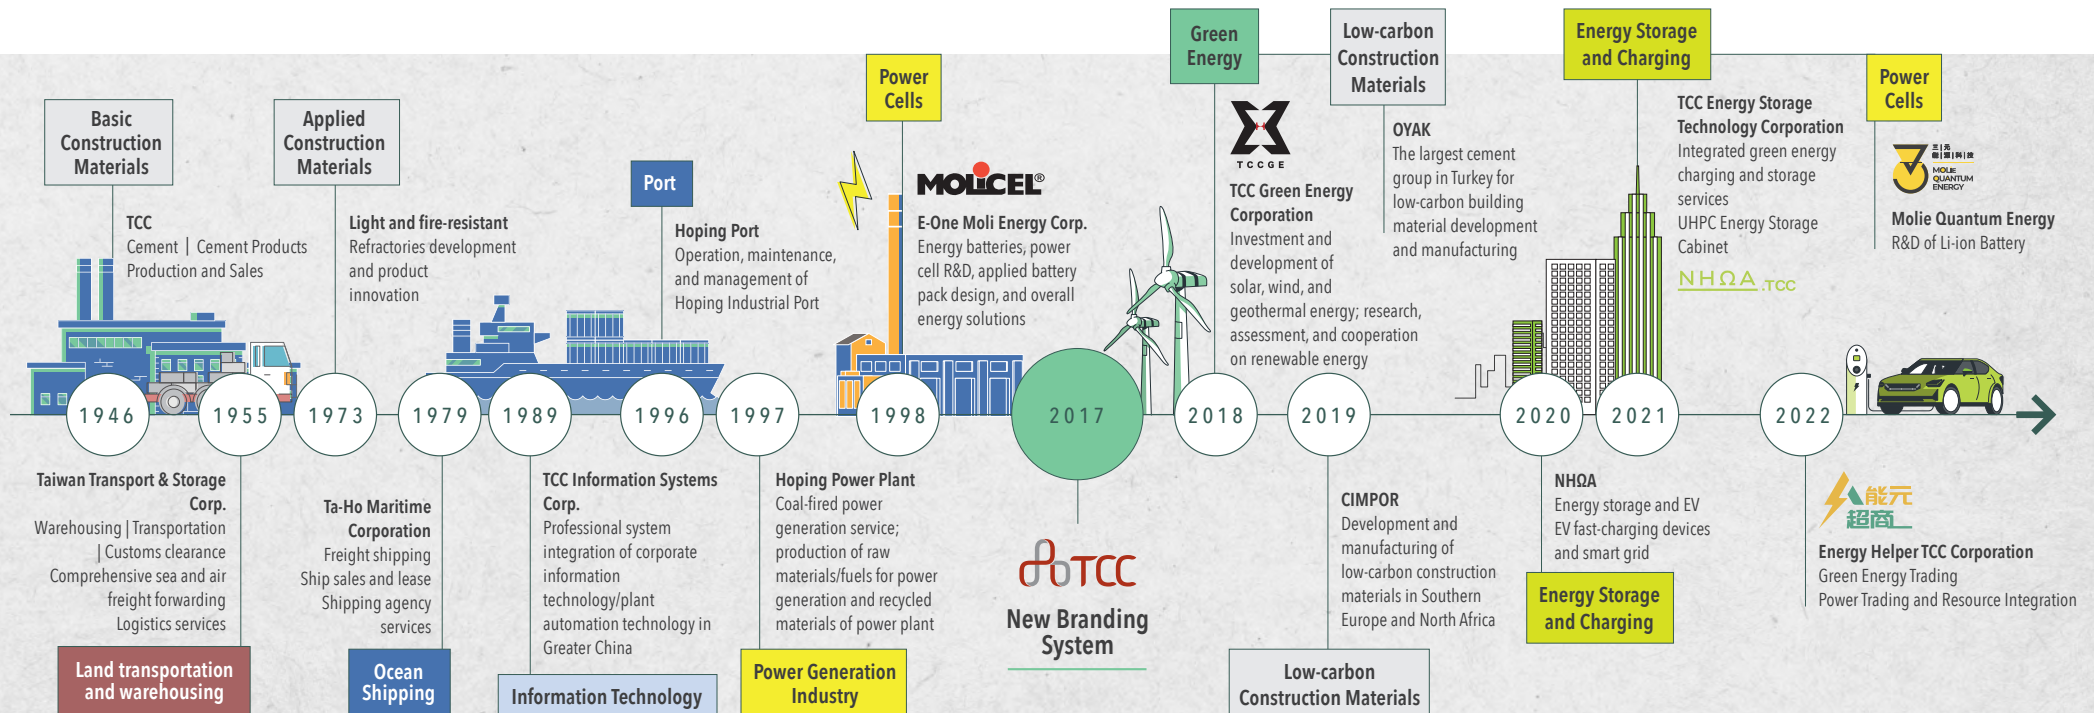 Basic
Construction
Materials
TCC
Cement | Cement Products
Production and Sales
1946
Taiwan Transport & Storage
Corp.
Warehousing | Transportation
| Customs clearance
Comprehensive sea and air
freight forwarding
Logistics services
Land transportation
and warehousing
1955
Applied
Construction
Materials
Light and fire-resistant
Refractories development
and product
innovation
1973
1979
Ta-Ho Maritime
Corporation
Freight shipping
Ship sales and lease
Shipping agency
services
Ocean
Shipping
1989
TCC Information Systems
Corp.
Professional system
integration of corporate
information
technology/plant
automation technology in
Greater China
Information Technology
Port
Hoping Port
Operation, maintenance,
and management of
Hoping Industrial Port
1996
1997
Hoping Power Plant
Coal-fired power
generation service;
production of raw
materials/fuels for power
generation and recycled
materials of power plant
Power Generation
Industry
Power
Cells
MOLICEL®
E-One Moli Energy Corp.
Energy batteries, power
cell R&D, applied battery
pack design, and overall
energy solutions
1998
2017
TCC
New Branding
System
Green
Energy
TCCGE
TCC Green Energy
Corporation
Investment and
development of
solar, wind, and
geothermal energy; research,
assessment, and cooperation
on renewable energy
2018
Low-carbon
Construction
Materials
OYAK
The largest cement
group in Turkey for
low-carbon building
material development
and manufacturing
2019
CIMPOR
Development and
manufacturing of
low-carbon construction
materials in Southern
Europe and North Africa
Low-carbon
Construction Materials
2020
NHΩA
Energy storage and EV
EV fast-charging devices
and smart grid
Energy Storage
and Charging
Energy Storage
and Charging
TCC Energy Storage
Technology Corporation
Integrated green energy
charging and storage
services
UHPC Energy Storage
Cabinet
NHΩA.TCC
2021
Power
Cells
三|元
能|源|科|技
MOLIE
QUANTUM
ENERGY
Molie Quantum Energy
R&D of Li-ion Battery
2022
能元
超商
Energy Helper TCC Corporation
Green Energy Trading
Power Trading and Resource Integration